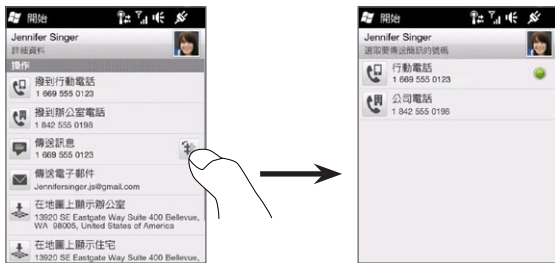 開始
Jennifer Singer
詳細資料
操作
撥到行動電話
1 669 555 0123
撥到辦公室電話
1 842 555 0198
傳送訊息
1 669 555 0123
傳送電子郵件
Jennifersinger.js@gmail.com
在地圖上顯示辦公室
13920 SE Eastgate Way Suite 400 Bellevue,
WA 98005, United States of America
在地圖上顯示住宅
13920 SE Eastgate Way Suite 400 Bellevue,
開始
Jennifer Singer
選取要傳送簡訊的號碼
行動電話
1 669 555 0123
公司電話
1 842 555 0198